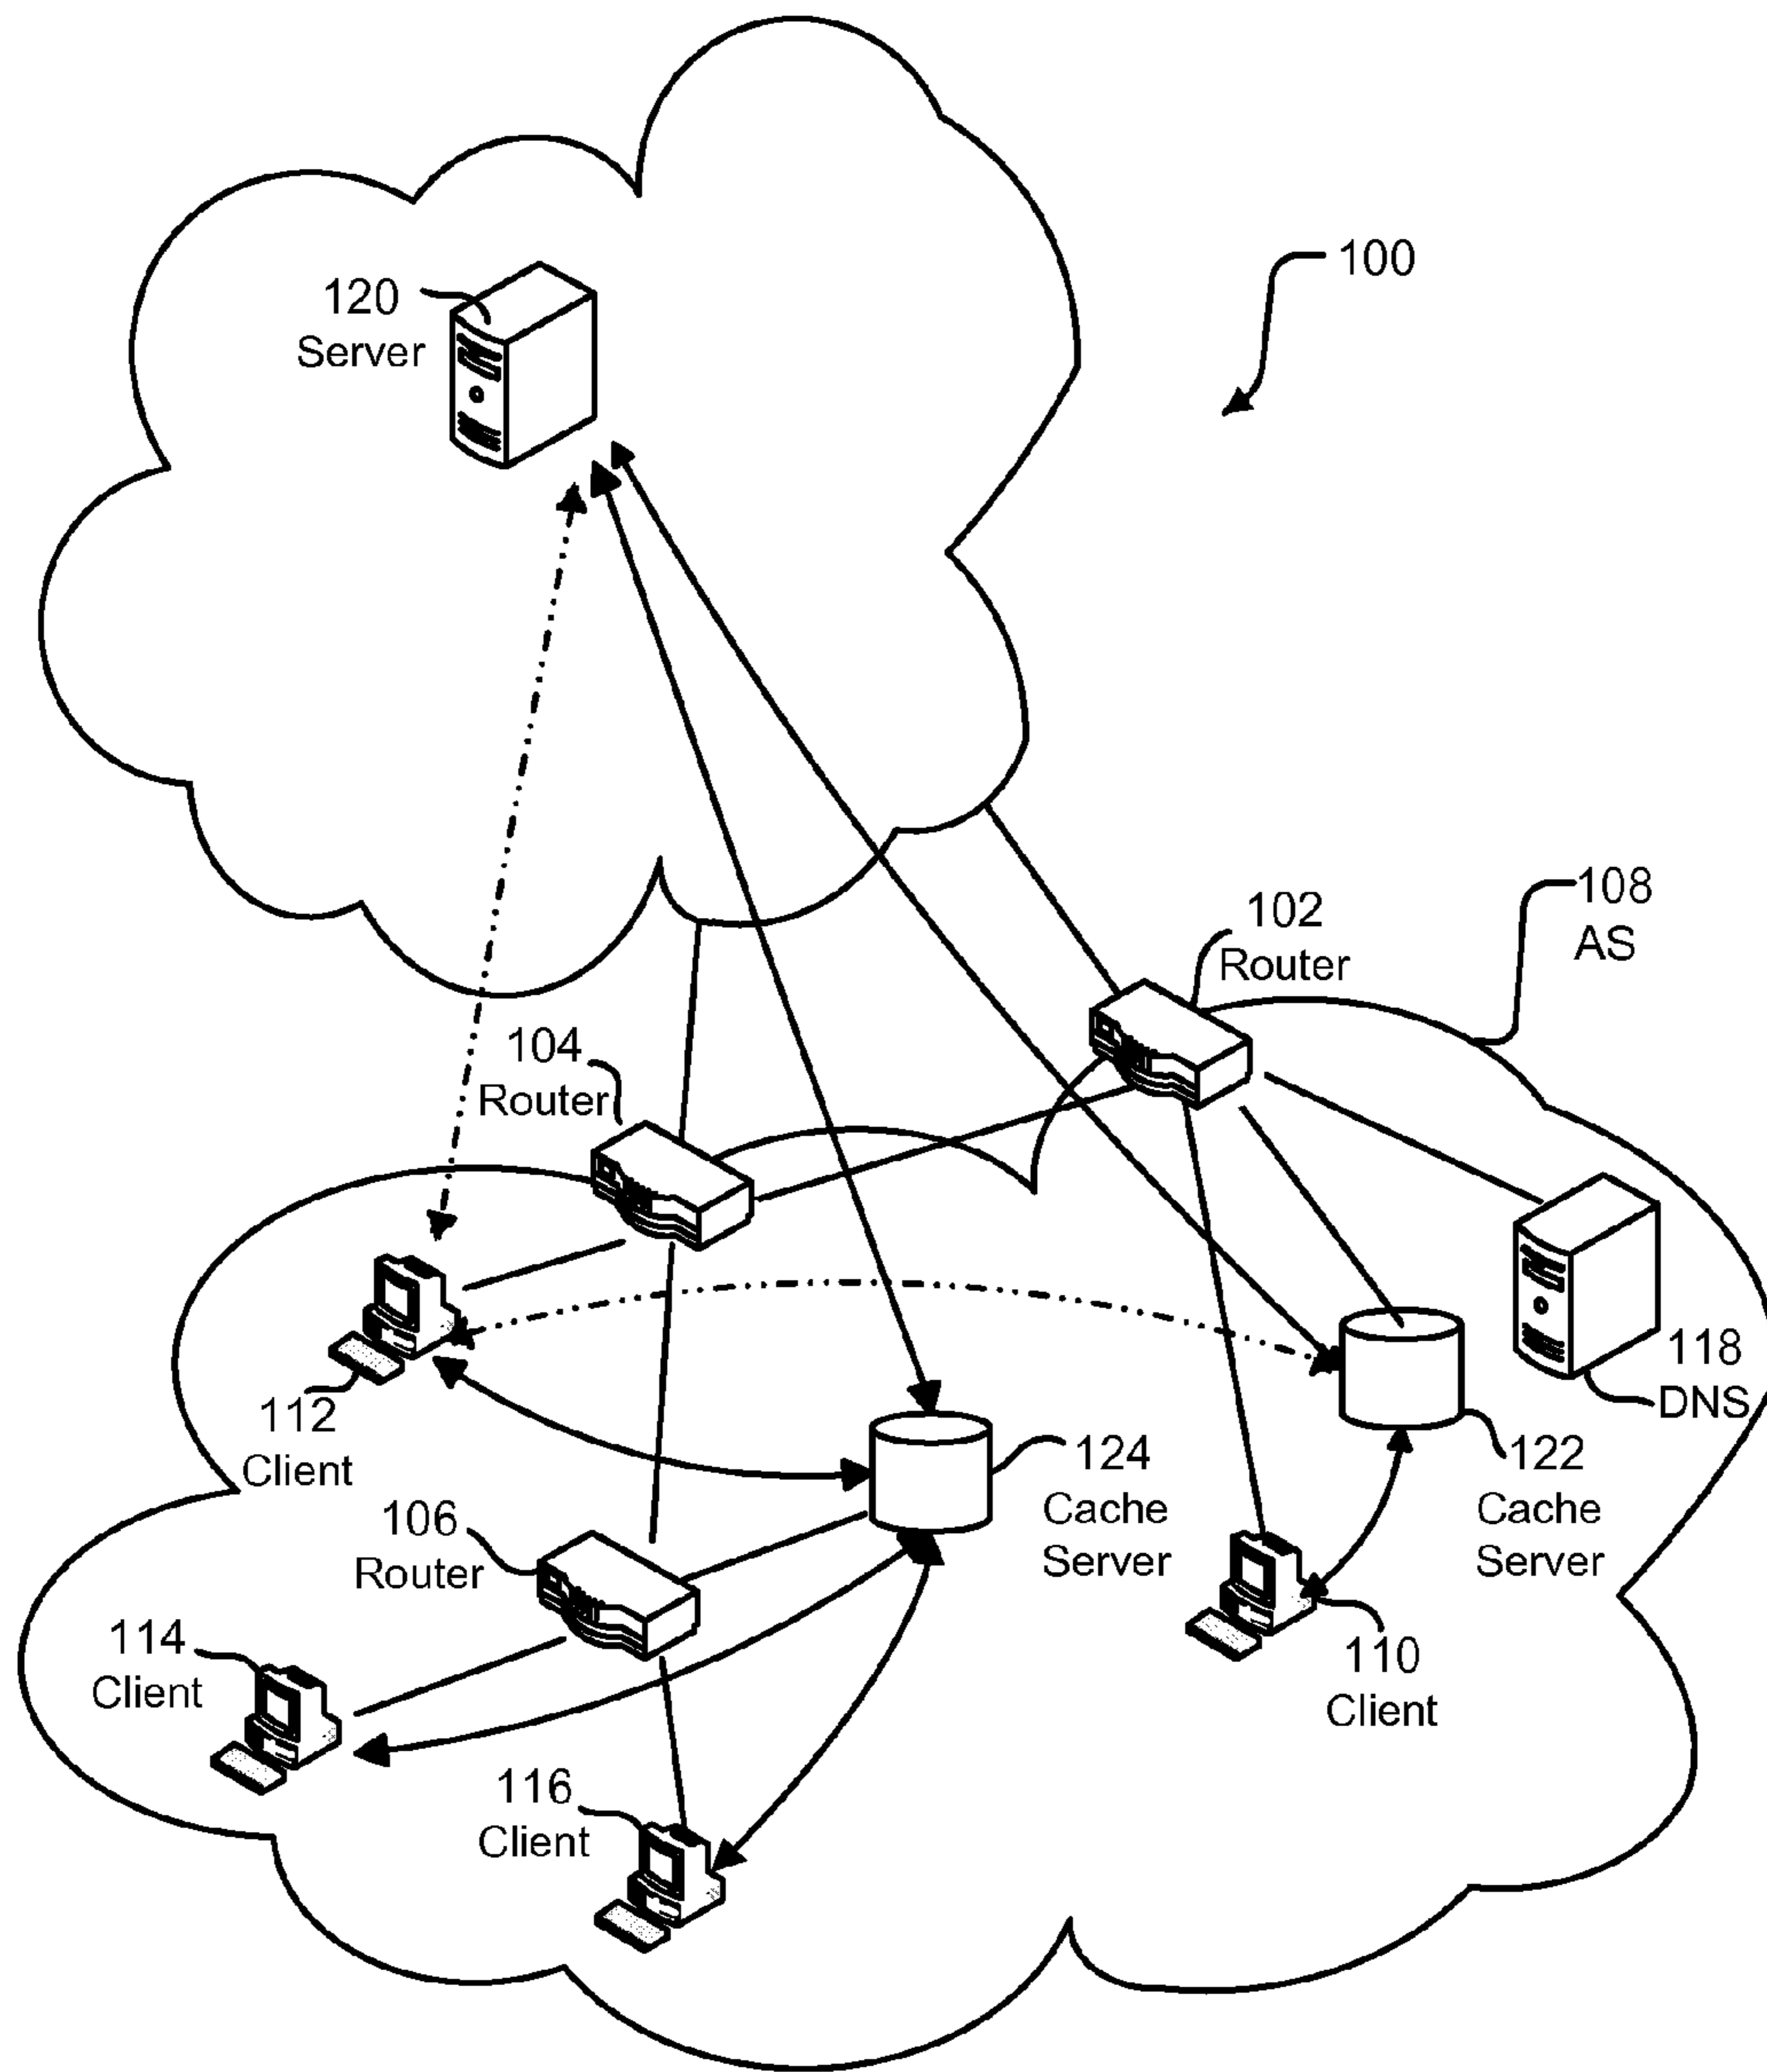 100
120
Server
108
AS
102
Router
104
Router
118
DNS
112
Client
124
Cache
Server
122
Cache
Server
106
Router
114
Client
110
Client
116
Client